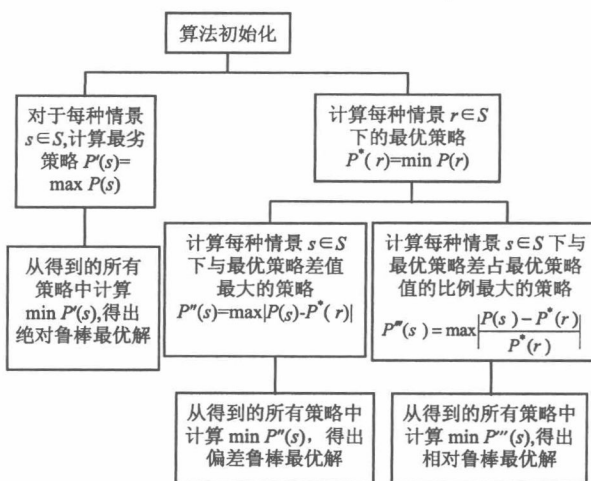 算法初始化
对于每种情景
s∈S,计算最劣
策略 P′(s)=
max P(s)
计算每种情景 r∈S
下的最优策略
P*( r)=min P(r)
从得到的所有
策略中计算
min P′(s),得出
绝对鲁棒最优解
计算每种情景 s∈S
下与最优策略差值
最大的策略
P″(s)=max|P(s)-P*( r)|
计算每种情景 s∈S 下与
最优策略差占最优策略
值的比例最大的策略
P‴(s ) = max|P(s ) − P*(r ) / P*(r )|
从得到的所有策略中
计算 min P″(s)，得出
偏差鲁棒最优解
从得到的所有策略中
计算 min P‴(s),得出
相对鲁棒最优解